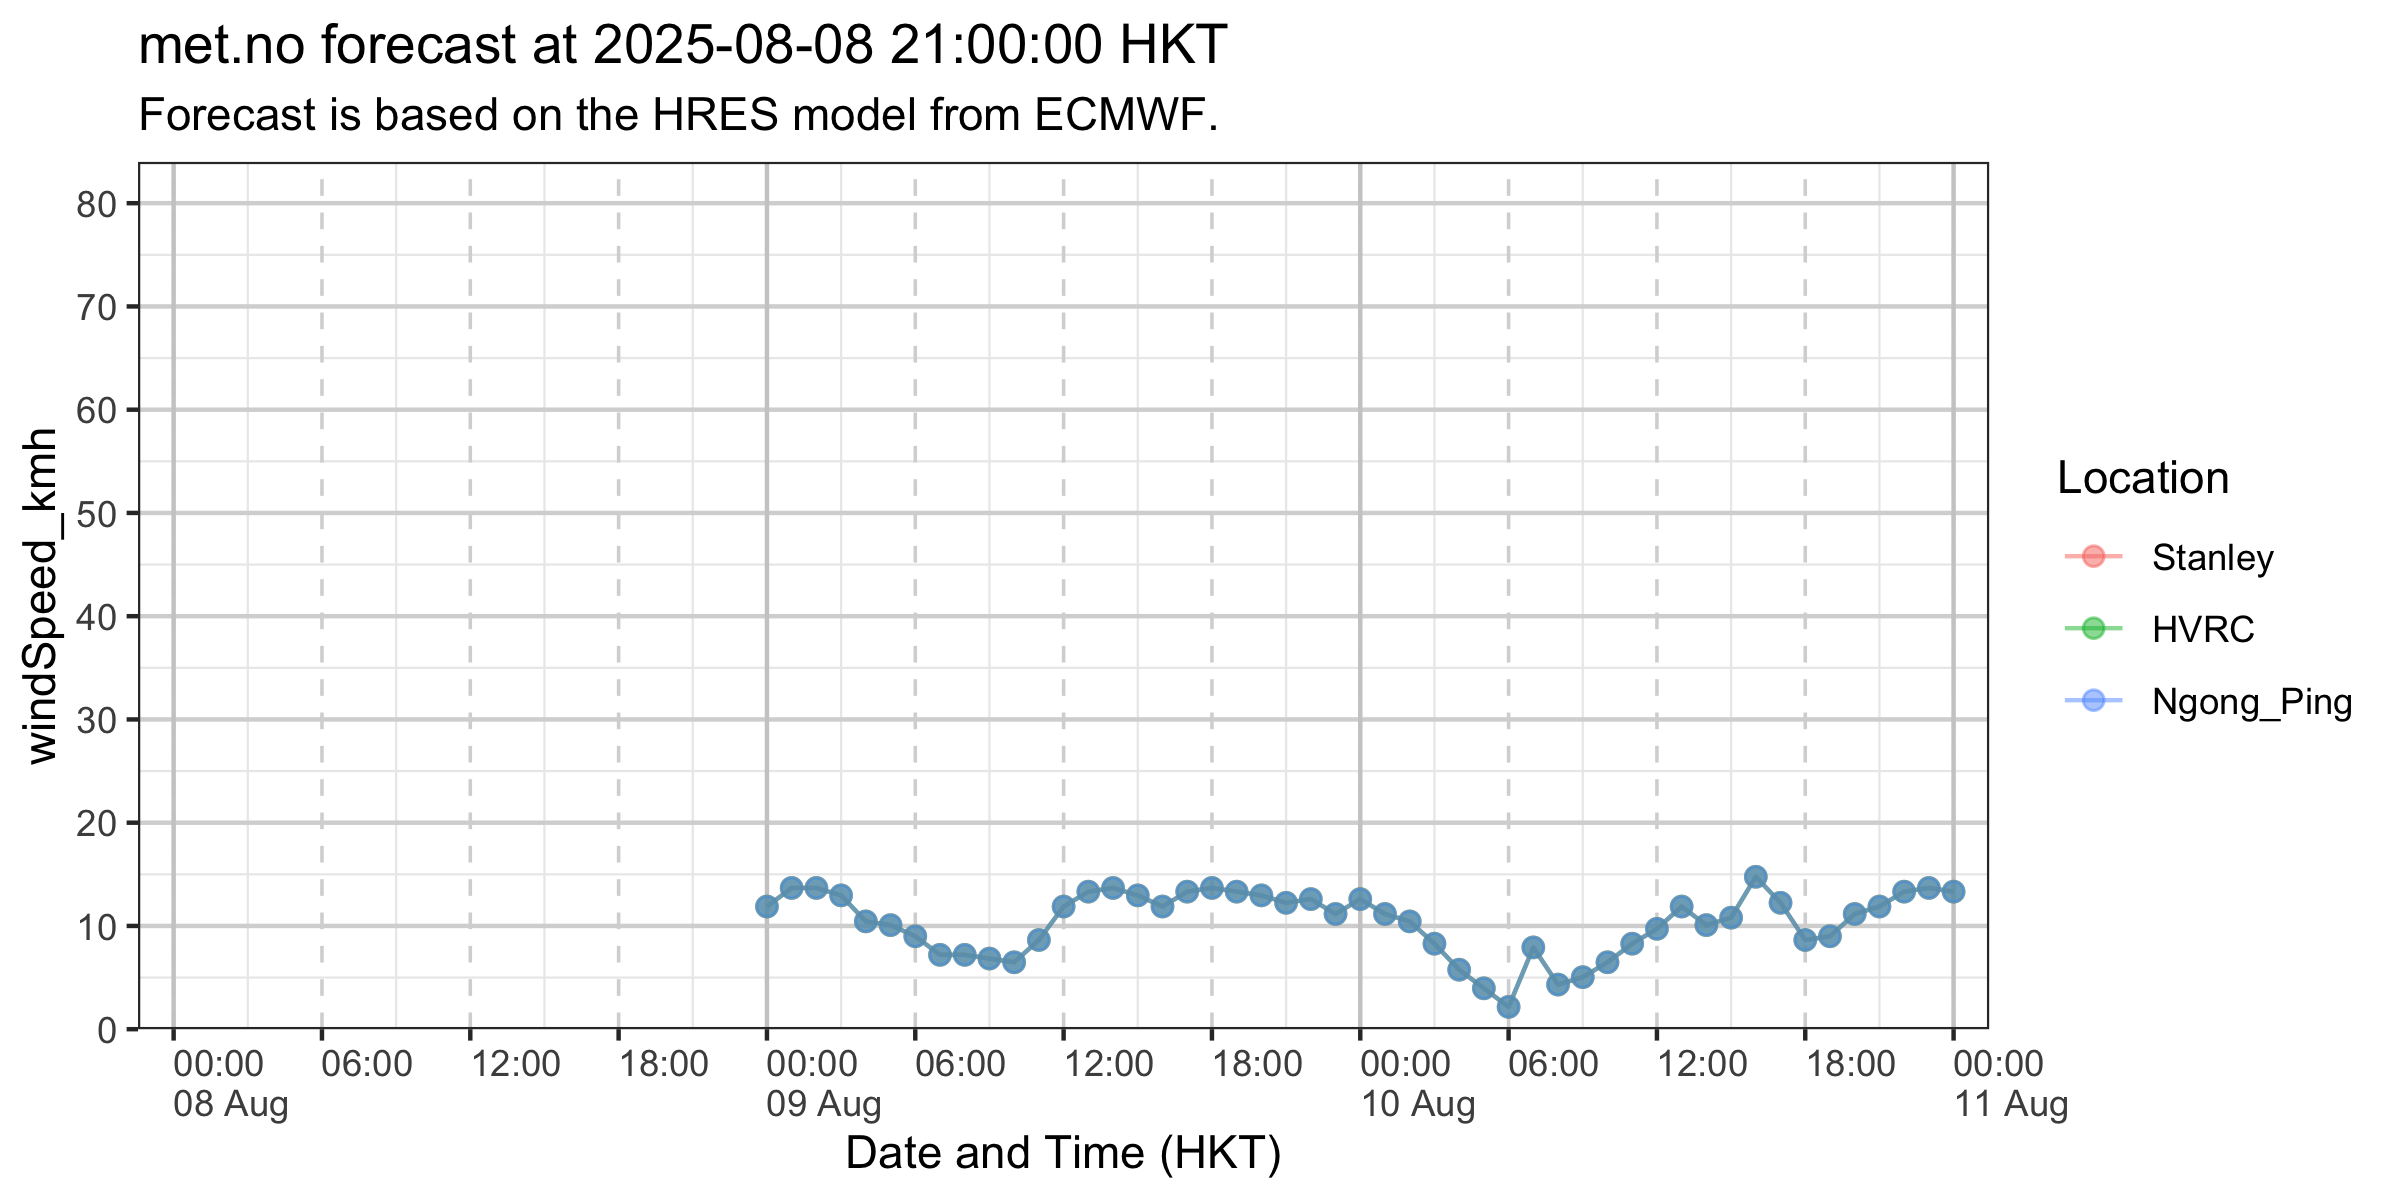 met.no forecast at 2025-08-08 21:00:00 HKT
Forecast is based on the HRES model from ECMWF.
windSpeed_kmh
80
70
60
50
40
30
20
10
0
00:00 06:00 12:00 18:00 00:00 06:00 12:00 18:00 00:00 06:00 12:00 18:00 00:00
08 Aug 09 Aug 10 Aug 11 Aug
Date and Time (HKT)
Location
Stanley
HVRC
Ngong_Ping